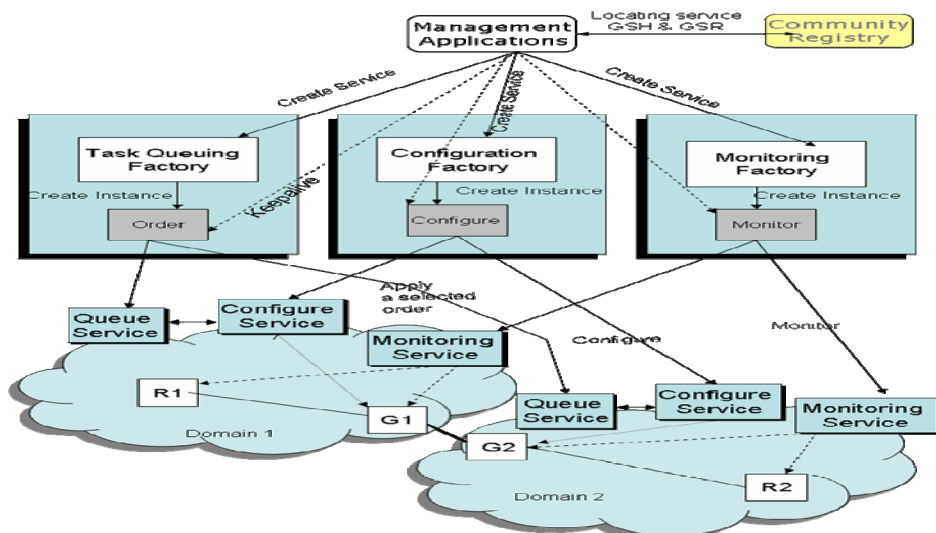 Management
Applications
Locating service
GSH & GSR
Community
Registry
Create Service
Create Service
Create Service
Task Queuing
Factory
Configuration
Factory
Monitoring
Factory
Create Instance
Create Instance
Create Instance
Keepalive
Order
Configure
Monitor
Queue
Service
Configure
Service
Apply
a selected
order
Monitoring
Service
Configure
Monitor
R1
G1
Domain 1
Queue
Service
Configure
Service
Monitoring
Service
G2
R2
Domain 2